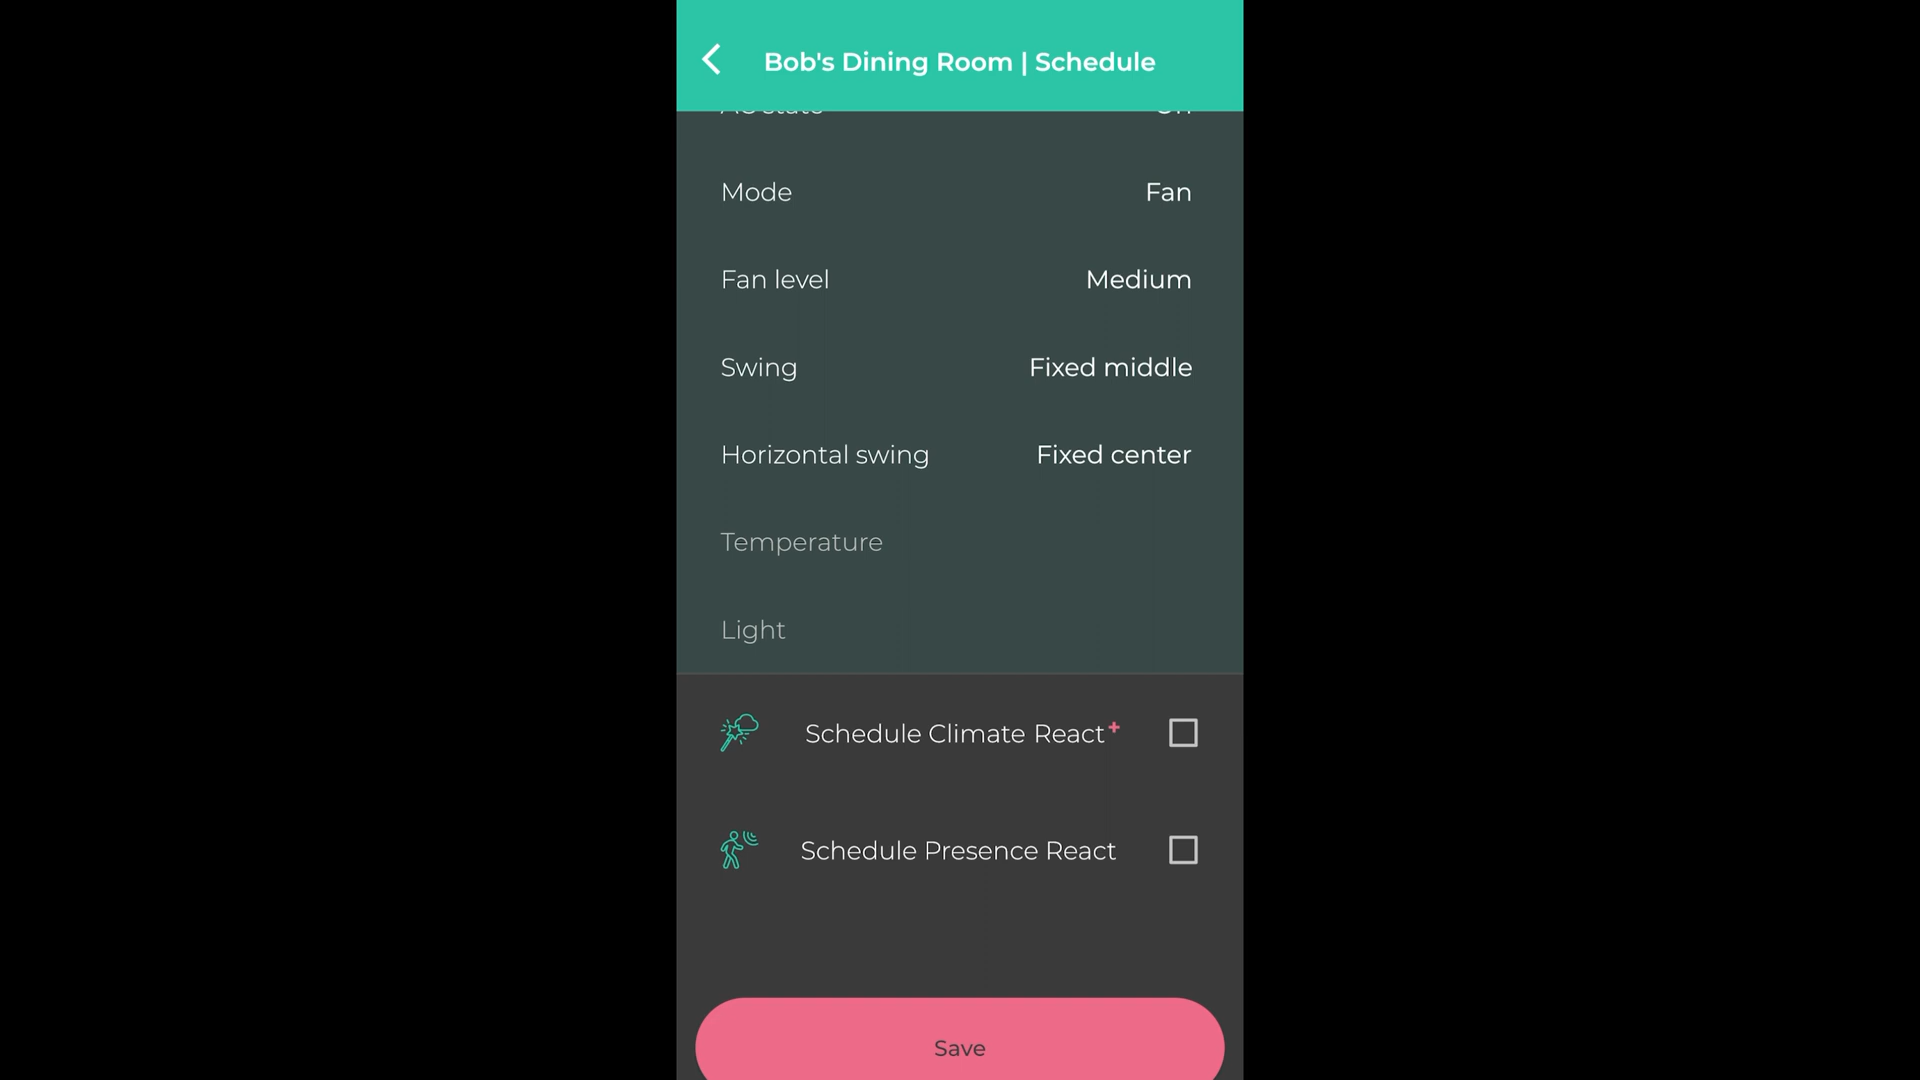 Bob's Dining Room | Schedule
Mode Fan
Fan level Medium
Swing Fixed middle
Horizontal swing Fixed center
Temperature
Light
Schedule Climate React+
Schedule Presence React
Save